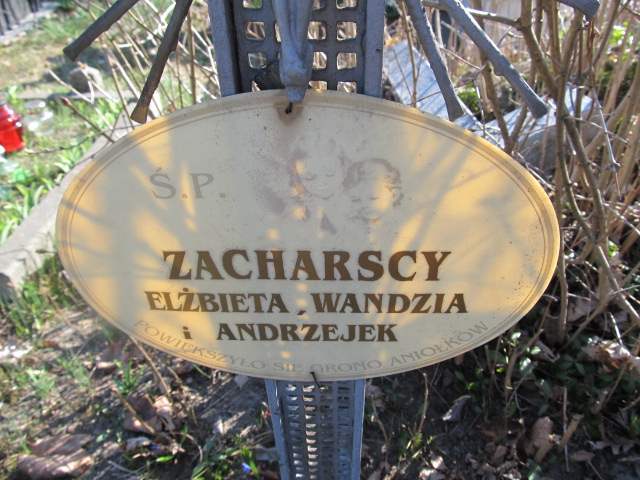 Ś.P.
ZACHARSCY
ELŻBIETA, WANDZIA
i ANDRZEJEK
POWIĘKSZYŁO SIĘ GRONO ANIOŁKÓW